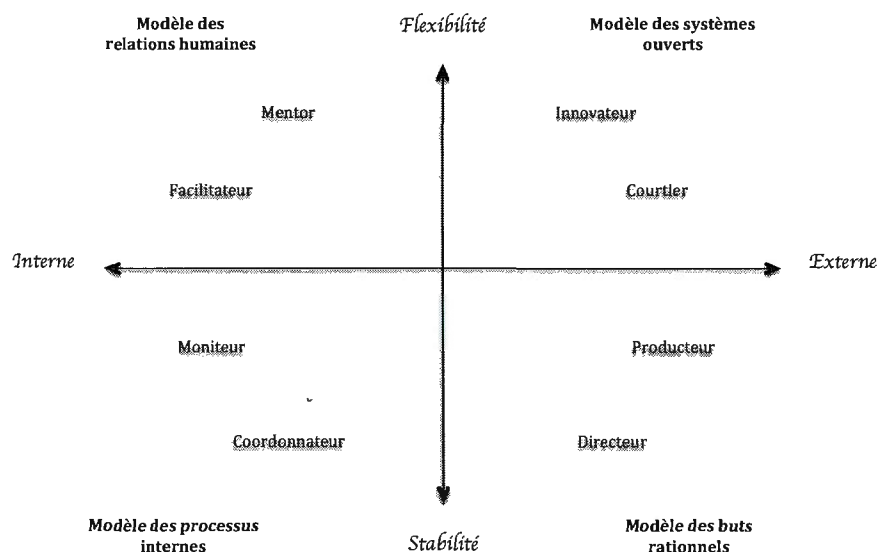 Modèle des
relations humaines
Flexibilité
Modèle des systèmes
ouverts
Mentor
Innovateur
Facilitateur
Courtier
Interne
Externe
Moniteur
Producteur
Coordonnateur
Directeur
Modèle des processus
internes
Stabilité
Modèle des buts
rationnels